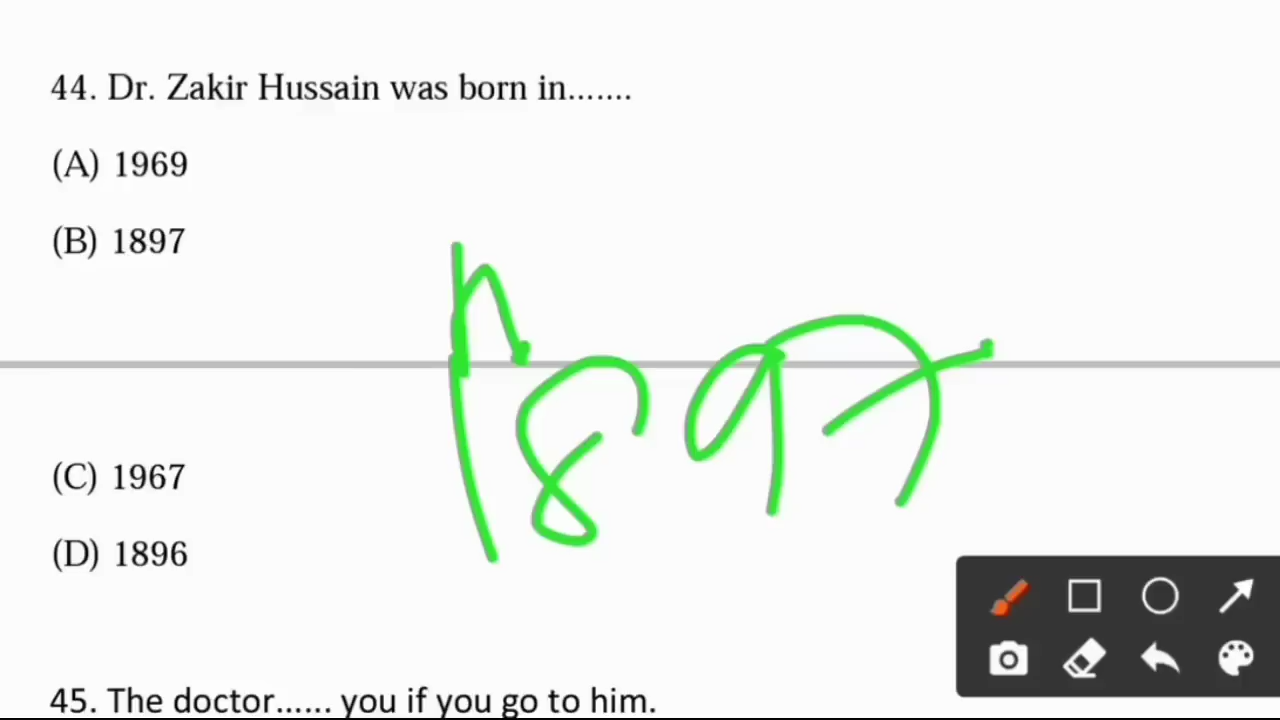 44. Dr. Zakir Hussain was born in.......
(A) 1969
(B) 1897
1897
(C) 1967
(D) 1896
45. The doctor...... you if you go to him.